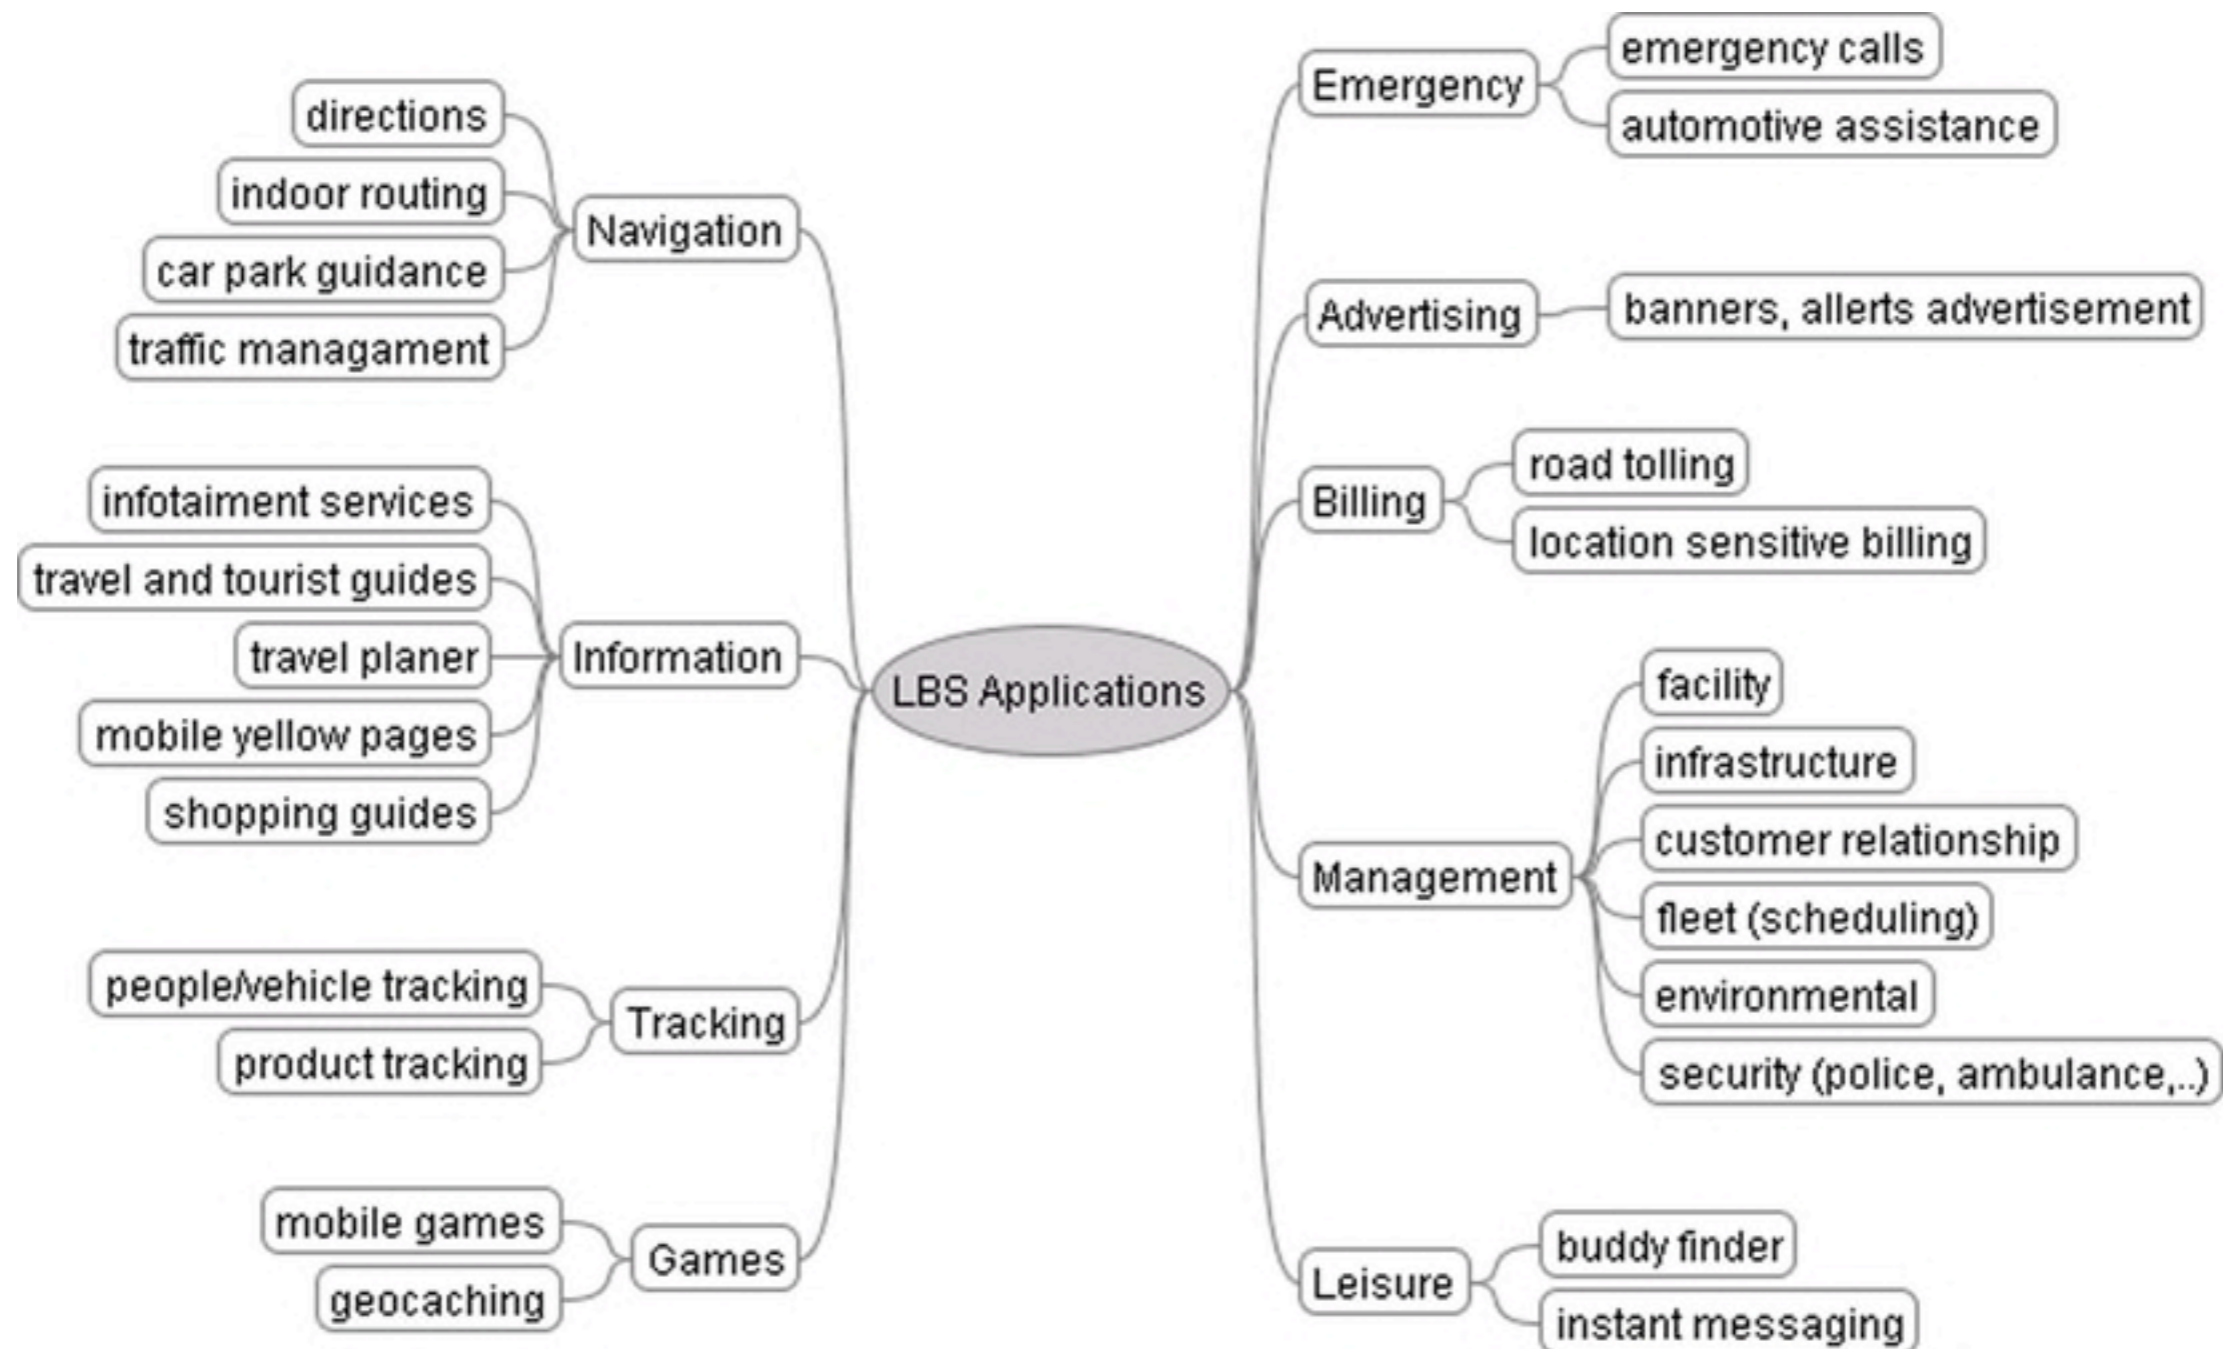 directions
indoor routing
car park guidance
traffic managament
Navigation
infotaiment services
travel and tourist guides
travel planer
mobile yellow pages
shopping guides
Information
people/vehicle tracking
product tracking
Tracking
mobile games
geocaching
Games
LBS Applications
Emergency
emergency calls
automotive assistance
Advertising
banners, allerts advertisement
Billing
road tolling
location sensitive billing
Management
facility
infrastructure
customer relationship
fleet (scheduling)
environmental
security (police, ambulance,..)
Leisure
buddy finder
instant messaging